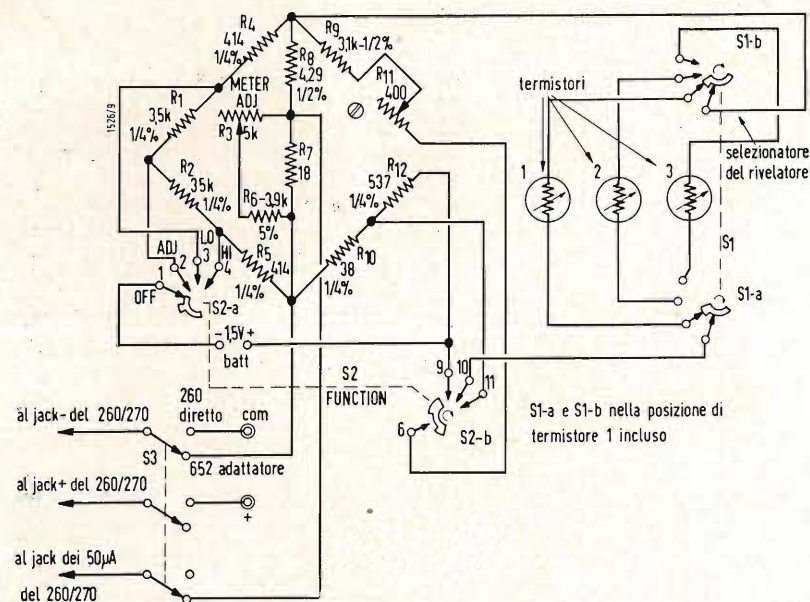 R4
414
1/4%
R9
3,1k-1/2%
R8
4,29
1/2%
R11
400
METER
ADJ
R1
3,5k
1/4%
R3 5k
R7
18
R2
35k
1/4%
R6-3,9k
5%
R12
537
1/4%
R10
38
1/4%
R5
414
1/4%
1526/9
ADJ
LO
HI
OFF
1
2
3
4
S2-a
- 1,5V +
batt
S2
FUNCTION
9
10
11
6
S2-b
S1-b
termistori
1
2
3
selezionatore
del rivelatore
S1
S1-a
S1-a e S1-b nella posizione di
termistore 1 incluso
260
diretto
com
al jack- del 260/270
S3
652 adattatore
al jack+ del 260/270
+
al jack dei 50µA
del 260/270